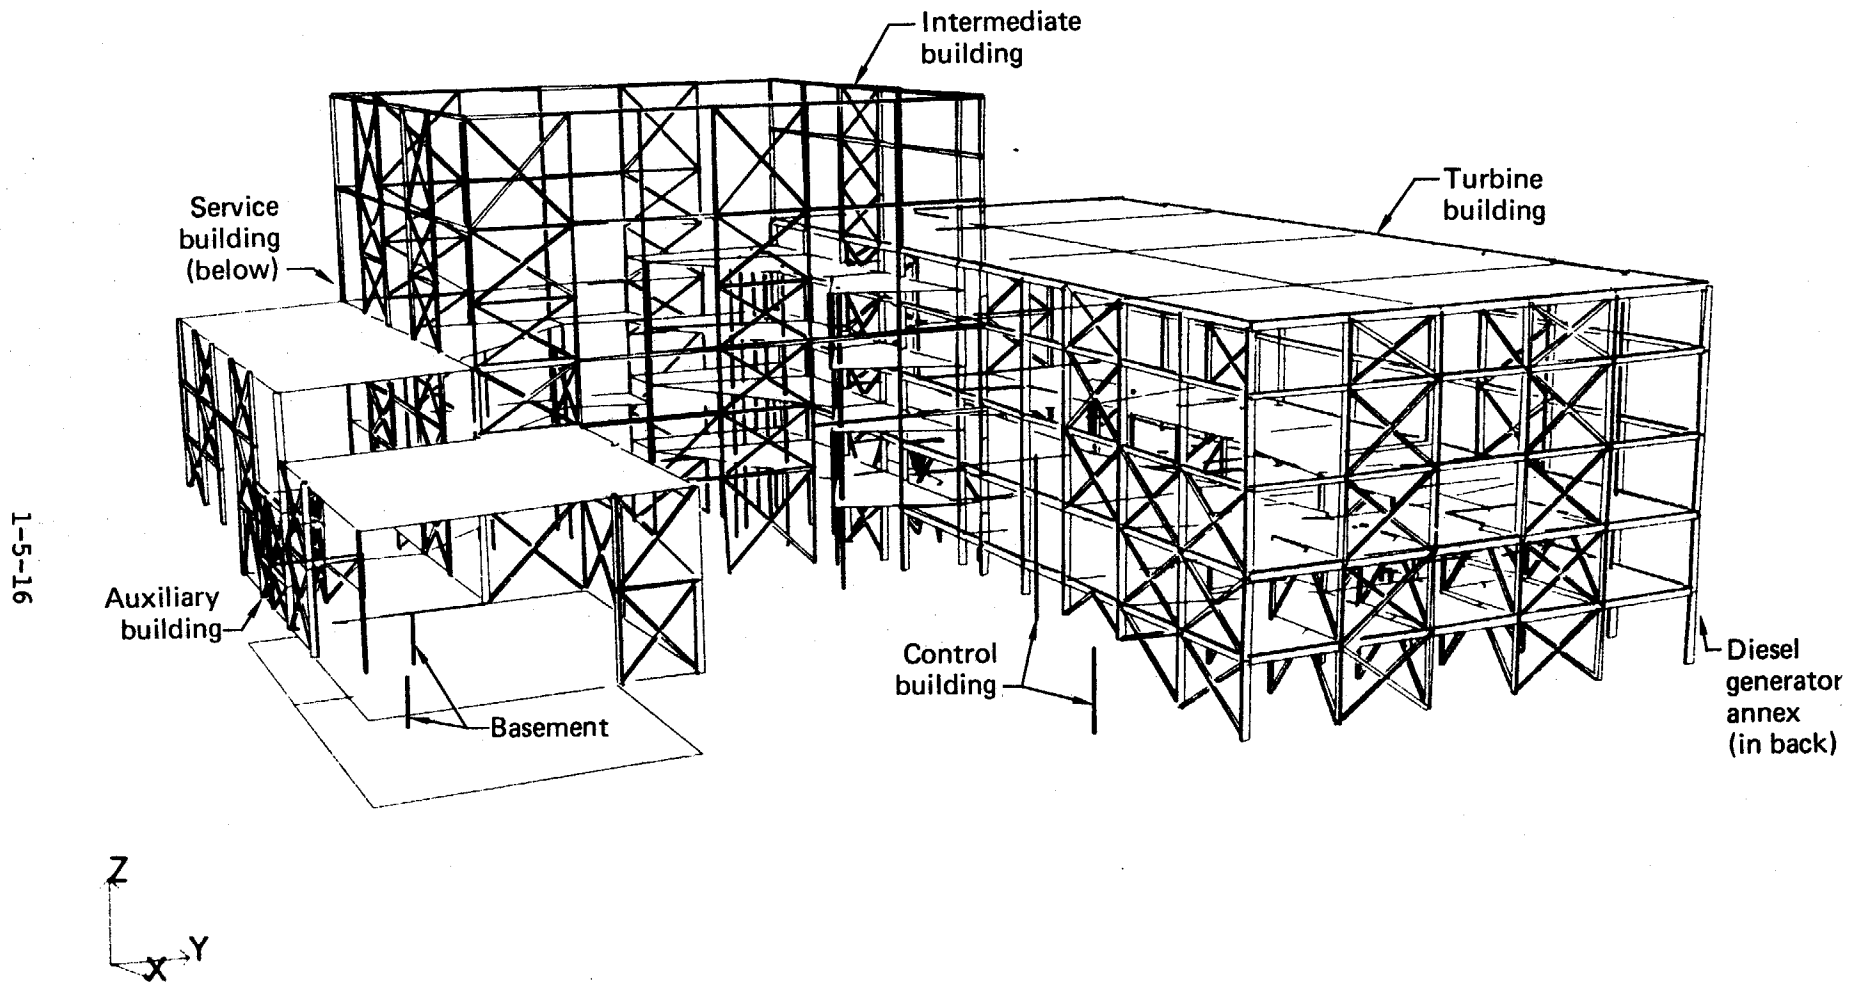 Intermediate
building
Turbine
building
Service
building
(below)
1-5-16
Auxiliary
building
Basement
Control
building
Diesel
generator
annex
(in back)
Z
Y
X